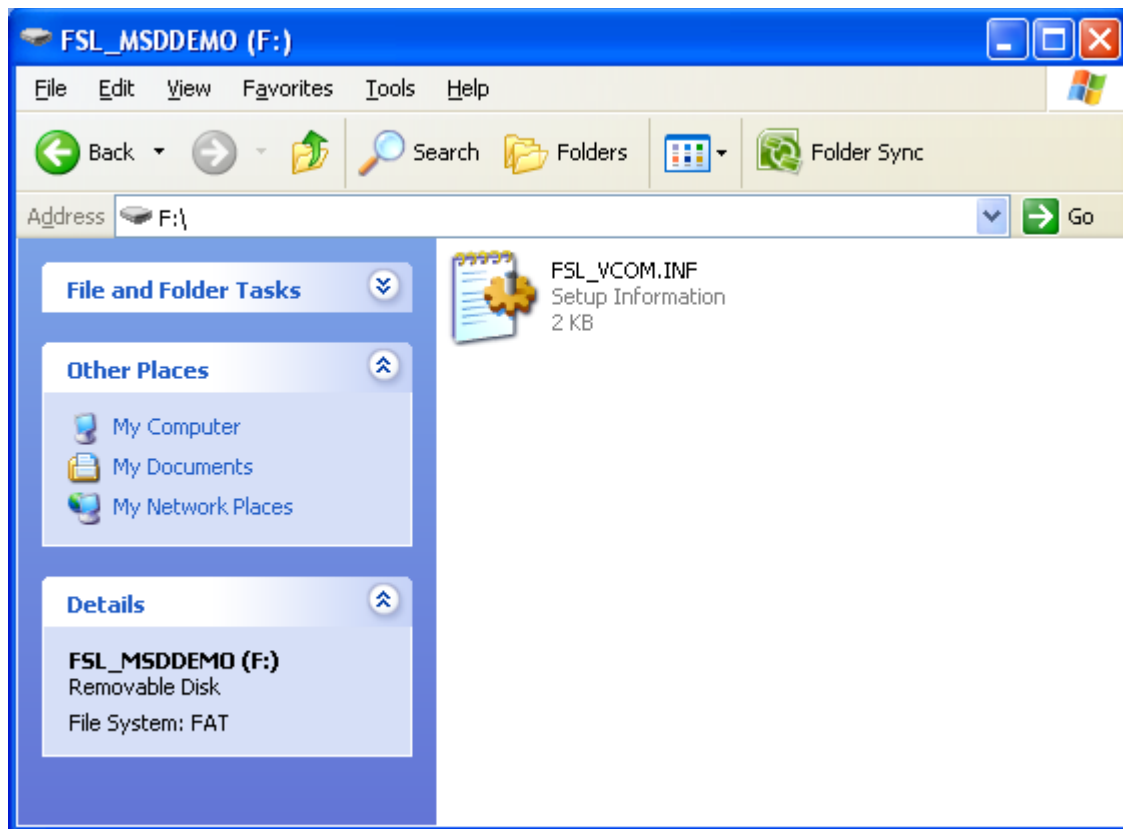 FSL_MSDDEMO (F:)
File Edit View Favorites Tools Help
Back Search Folders Folder Sync
Address F:\ Go
File and Folder Tasks
Other Places
My Computer
My Documents
My Network Places
Details
FSL_MSDDEMO (F:)
Removable Disk
File System: FAT
FSL_VCOM.INF
Setup Information
2 KB